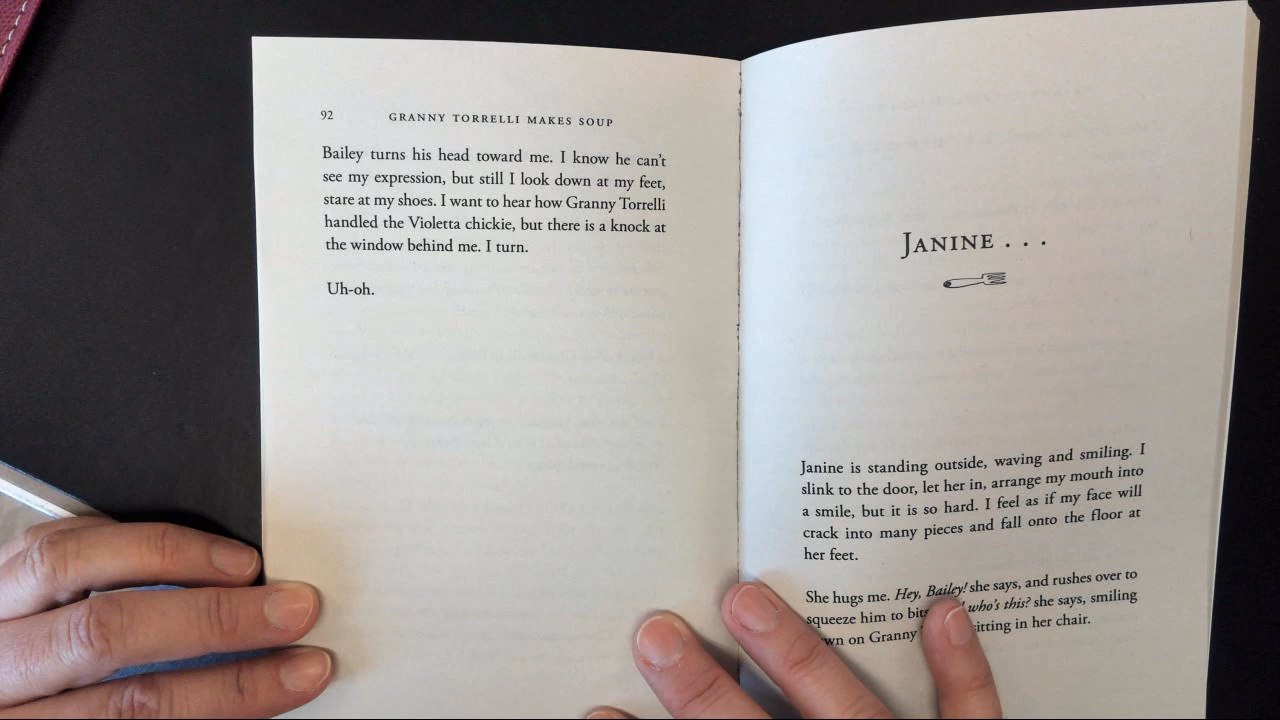 92 GRANNY TORRELLI MAKES SOUP
Bailey turns his head toward me. I know he can't
see my expression, but still I look down at my feet,
stare at my shoes. I want to hear how Granny Torrelli
handled the Violetta chickie, but there is a knock at
the window behind me. I turn.
Uh-oh.
JANINE . . .
Janine is standing outside, waving and smiling. I
slink to the door, let her in, arrange my mouth into
a smile, but it is so hard. I feel as if my face will
crack into many pieces and fall onto the floor at
her feet.
She hugs me. Hey, Bailey! she says, and rushes over to
squeeze him to who's this? she says, smiling
on Granny sitting in her chair.